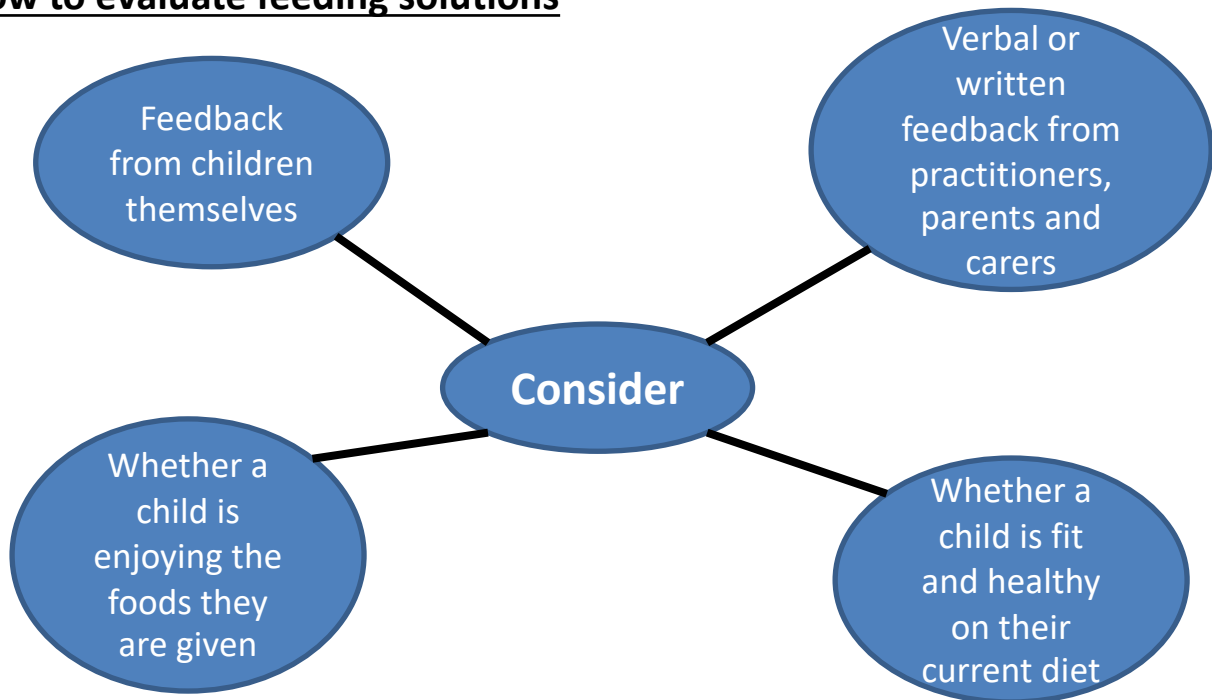 ow to evaluate feeding solutions
Feedback
from children
themselves
Verbal or
written
feedback from
practitioners,
parents and
carers
Consider
Whether a
child is
enjoying the
foods they
are given
Whether a
child is fit
and healthy
on their
current diet